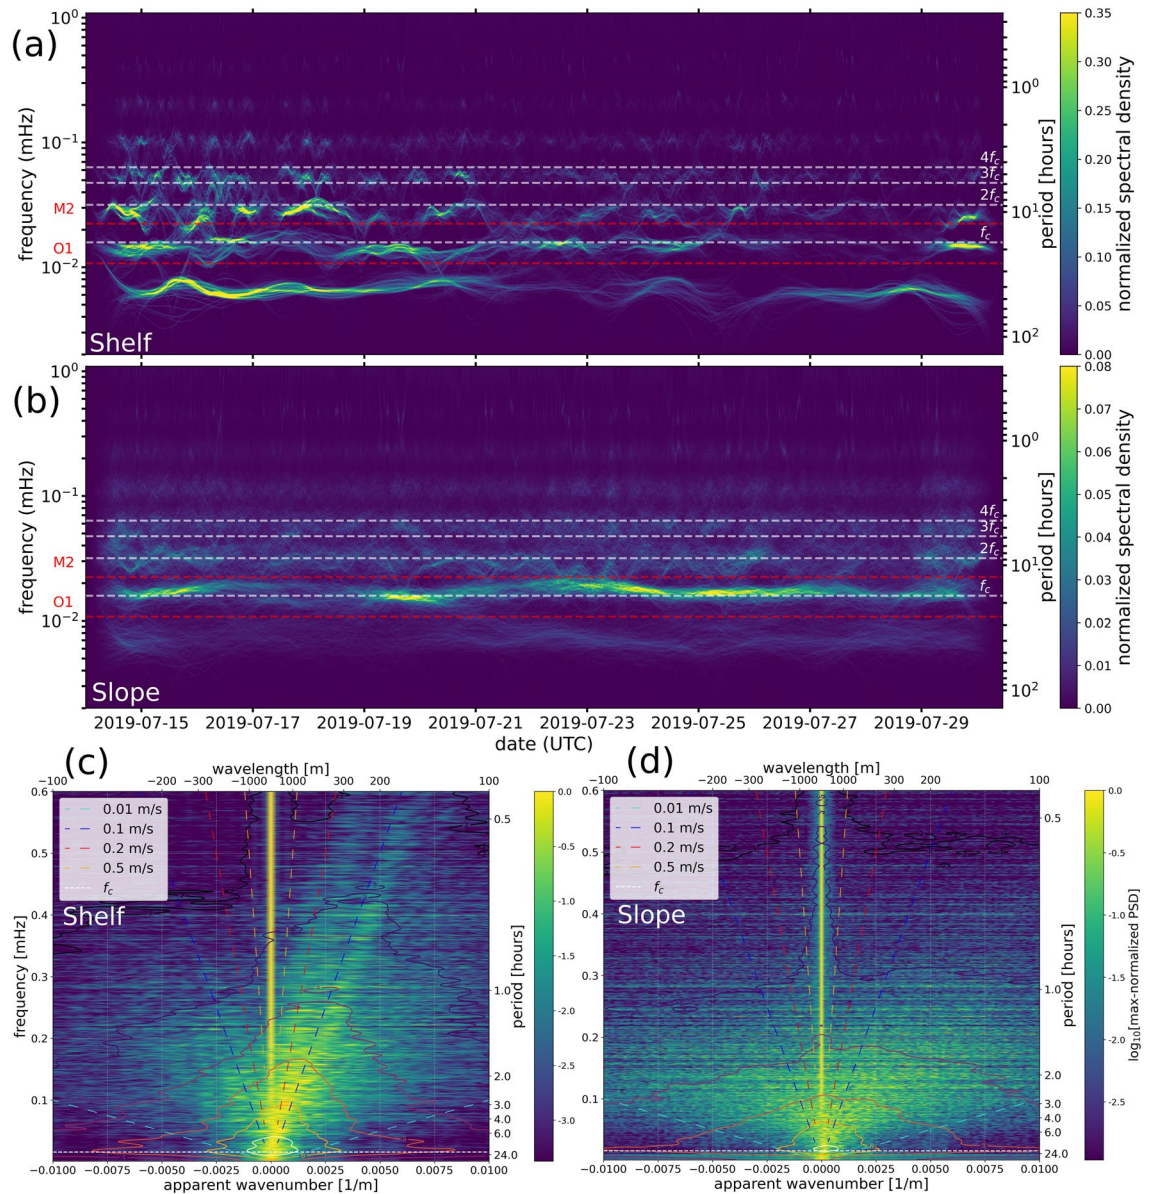 (a)
10⁰
10⁻¹
10⁻²
frequency (mHz)
M2
O1
4f_c
3f_c
2f_c
f_c
10⁰
10¹
10²
period [hours]
Shelf
0.35
0.30
0.25
0.20
0.15
0.10
0.05
0.00
normalized spectral density
(b)
10⁰
10⁻¹
10⁻²
frequency (mHz)
M2
O1
4f_c
3f_c
2f_c
f_c
10⁰
10¹
10²
period [hours]
Slope
0.08
0.07
0.06
0.05
0.04
0.03
0.02
0.01
0.00
normalized spectral density
2019-07-15 2019-07-17 2019-07-19 2019-07-21 2019-07-23 2019-07-25 2019-07-27 2019-07-29
date (UTC)
(c)
wavelength [m]
−100 −200 −300 −1000 1000 300 200 100
0.01 m/s
0.1 m/s
0.2 m/s
0.5 m/s
f_c
Shelf
0.6
0.5
0.4
0.3
0.2
0.1
frequency [mHz]
0.5
1.0
2.0
3.0
4.0
6.0
24.0
period [hours]
−0.0100 −0.0075 −0.0050 −0.0025 0.0000 0.0025 0.0050 0.0075 0.0100
apparent wavenumber [1/m]
0.0
−0.5
−1.0
−1.5
−2.0
−2.5
−3.0
(d)
wavelength [m]
−100 −200 −300 −1000 1000 300 200 100
0.01 m/s
0.1 m/s
0.2 m/s
0.5 m/s
f_c
Slope
0.6
0.5
0.4
0.3
0.2
0.1
0.5
1.0
2.0
3.0
4.0
6.0
24.0
period [hours]
−0.0100 −0.0075 −0.0050 −0.0025 0.0000 0.0025 0.0050 0.0075 0.0100
apparent wavenumber [1/m]
0.0
−0.5
−1.0
−1.5
−2.0
−2.5
log₁₀[max-normalized PSD]